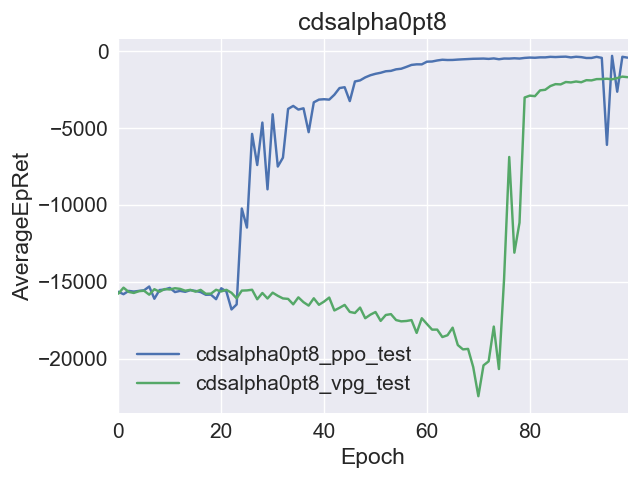 cdsalpha0pt8
0
−5000
−10000
−15000
−20000
AverageEpRet
cdsalpha0pt8_ppo_test
cdsalpha0pt8_vpg_test
0 20 40 60 80
Epoch